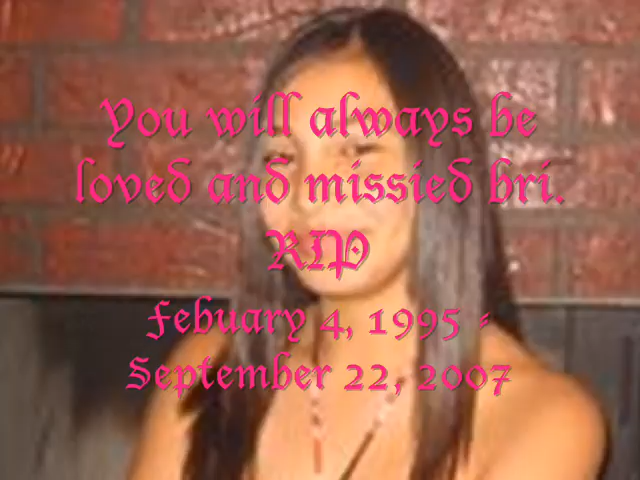 You will always be
loved and missied bri.
RIP
Febuary 4, 1995 -
September 22, 2007